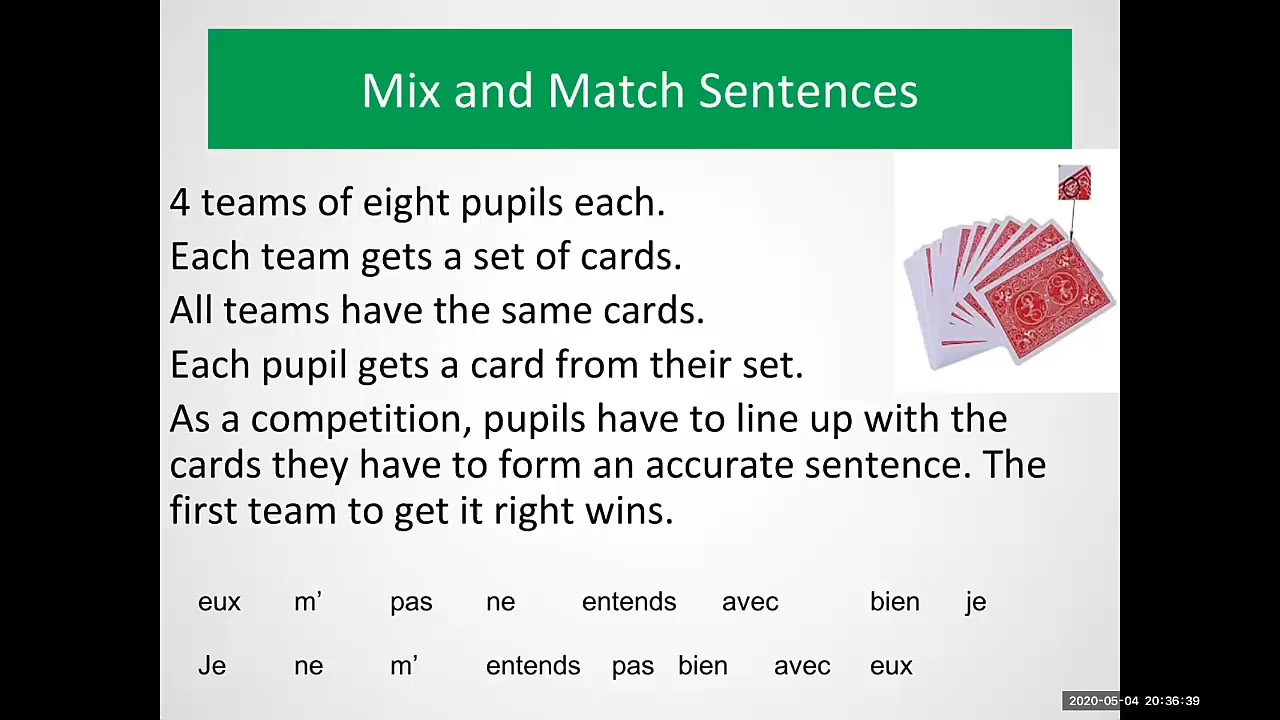 Mix and Match Sentences
4 teams of eight pupils each.
Each team gets a set of cards.
All teams have the same cards.
Each pupil gets a card from their set.
As a competition, pupils have to line up with the
cards they have to form an accurate sentence. The
first team to get it right wins.
eux m’ pas ne entends avec bien je
Je ne m’ entends pas bien avec eux
2020-05-04 20:36:39